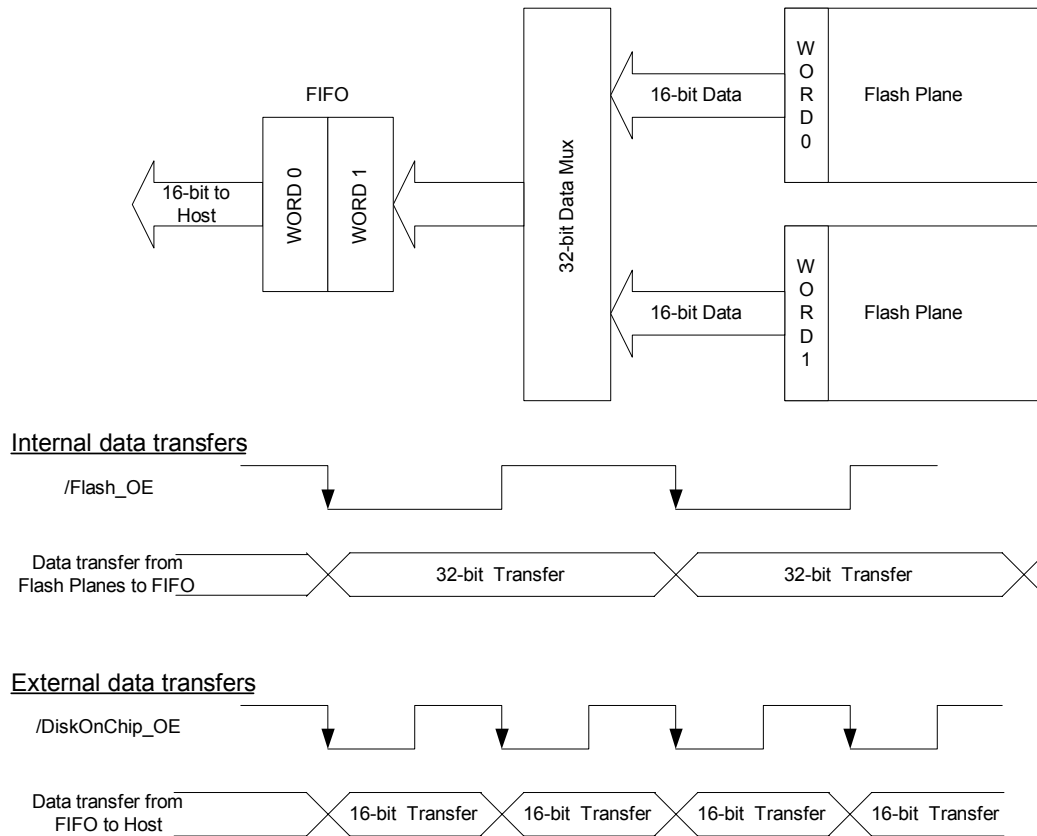 FIFO
16-bit to
Host
WORD 0
WORD 1
32-bit Data Mux
16-bit Data
WORD0
Flash Plane
16-bit Data
WORD1
Flash Plane
Internal data transfers
/Flash_OE
Data transfer from
Flash Planes to FIFO
32-bit Transfer
32-bit Transfer
External data transfers
/DiskOnChip_OE
Data transfer from
FIFO to Host
16-bit Transfer
16-bit Transfer
16-bit Transfer
16-bit Transfer